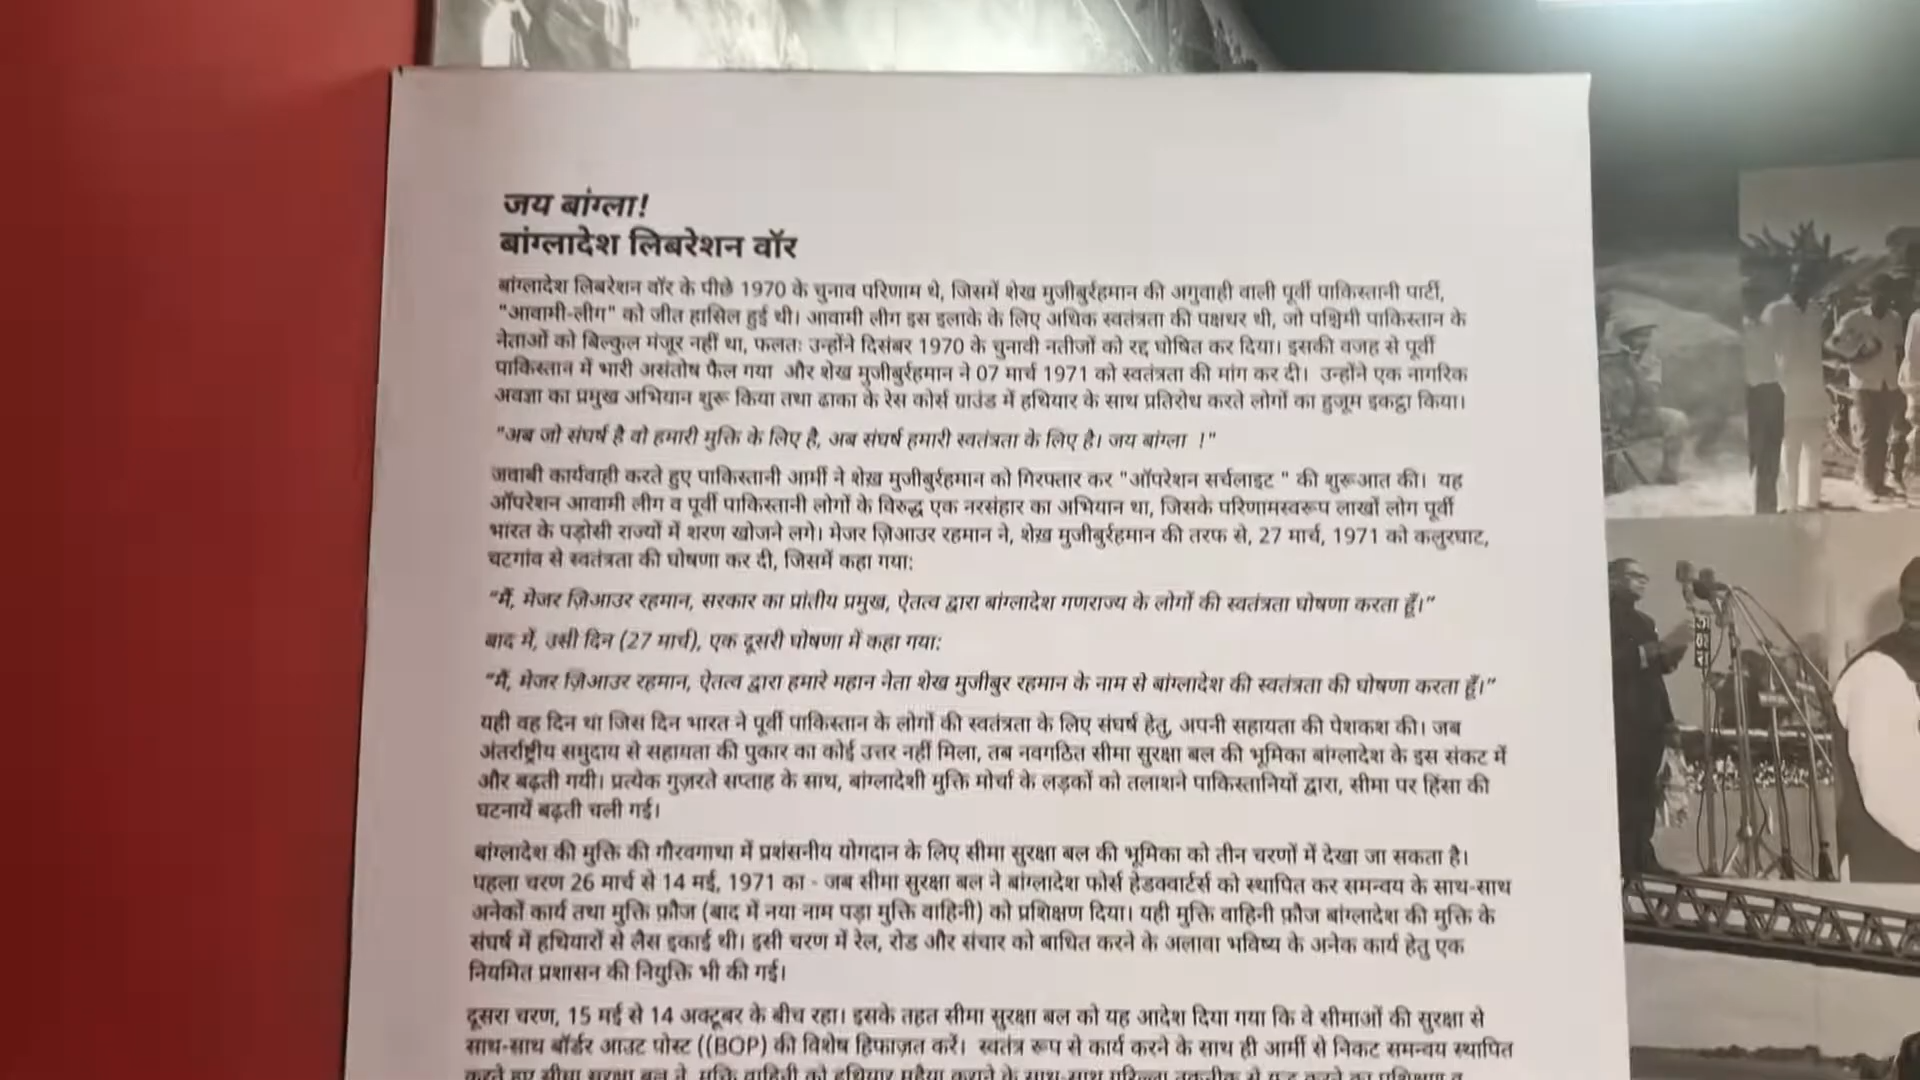 जय बांग्ला!
बांग्लादेश लिबरेशन वॉर
बांग्लादेश लिबरेशन वॉर के पीछे 1970 के चुनाव परिणाम थे, जिसमें शेख मुजीबुर्रहमान की अगुवाही वाली पूर्वी पाकिस्तानी पार्टी,
"आवामी-लीग" को जीत हासिल हुई थी। आवामी लीग इस इलाके के लिए अधिक स्वतंत्रता की पक्षधर थी, जो पश्चिमी पाकिस्तान के
नेताओं को बिल्कुल मंजूर नहीं था, फलतः उन्होंने दिसंबर 1970 के चुनावी नतीजों को रद्द घोषित कर दिया। इसकी वजह से पूर्वी
पाकिस्तान में भारी असंतोष फैल गया और शेख मुजीबुर्रहमान ने 07 मार्च 1971 को स्वतंत्रता की मांग कर दी। उन्होंने एक नागरिक
अवज्ञा का प्रमुख अभियान शुरू किया तथा ढाका के रेस कोर्स ग्राउंड में हथियार के साथ प्रतिरोध करते लोगों का हुजूम इकट्ठा किया।
"अब जो संघर्ष है वो हमारी मुक्ति के लिए है, अब संघर्ष हमारी स्वतंत्रता के लिए है। जय बांग्ला !"
जवाबी कार्यवाही करते हुए पाकिस्तानी आर्मी ने शेख़ मुजीबुर्रहमान को गिरफ्तार कर "ऑपरेशन सर्चलाइट " की शुरूआत की। यह
ऑपरेशन आवामी लीग व पूर्वी पाकिस्तानी लोगों के विरुद्ध एक नरसंहार का अभियान था, जिसके परिणामस्वरूप लाखों लोग पूर्वी
भारत के पड़ोसी राज्यों में शरण खोजने लगे। मेजर ज़िआउर रहमान ने, शेख़ मुजीबुर्रहमान की तरफ से, 27 मार्च, 1971 को कलुरघाट,
चटगांव से स्वतंत्रता की घोषणा कर दी, जिसमें कहा गया:
"मैं, मेजर ज़िआउर रहमान, सरकार का प्रांतीय प्रमुख, ऐतत्व द्वारा बांग्लादेश गणराज्य के लोगों की स्वतंत्रता घोषणा करता हूँ।"
बाद में, उसी दिन (27 मार्च), एक दूसरी घोषणा में कहा गया:
"मैं, मेजर ज़िआउर रहमान, ऐतत्व द्वारा हमारे महान नेता शेख मुजीबुर रहमान के नाम से बांग्लादेश की स्वतंत्रता की घोषणा करता हूँ।"
यही वह दिन था जिस दिन भारत ने पूर्वी पाकिस्तान के लोगों की स्वतंत्रता के लिए संघर्ष हेतु, अपनी सहायता की पेशकश की। जब
अंतर्राष्ट्रीय समुदाय से सहायता की पुकार का कोई उत्तर नहीं मिला, तब नवगठित सीमा सुरक्षा बल की भूमिका बांग्लादेश के इस संकट में
और बढ़ती गयी। प्रत्येक गुज़रते सप्ताह के साथ, बांग्लादेशी मुक्ति मोर्चा के लड़कों को तलाशने पाकिस्तानियों द्वारा, सीमा पर हिंसा की
घटनायें बढ़ती चली गई।
बांग्लादेश की मुक्ति की गौरवगाथा में प्रशंसनीय योगदान के लिए सीमा सुरक्षा बल की भूमिका को तीन चरणों में देखा जा सकता है।
पहला चरण 26 मार्च से 14 मई, 1971 का - जब सीमा सुरक्षा बल ने बांग्लादेश फोर्स हेडक्वार्टर्स को स्थापित कर समन्वय के साथ-साथ
अनेकों कार्य तथा मुक्ति फ़ौज (बाद में नया नाम पड़ा मुक्ति वाहिनी) को प्रशिक्षण दिया। यही मुक्ति वाहिनी फ़ौज बांग्लादेश की मुक्ति के
संघर्ष में हथियारों से लैस इकाई थी। इसी चरण में रेल, रोड और संचार को बाधित करने के अलावा भविष्य के अनेक कार्य हेतु एक
नियमित प्रशासन की नियुक्ति भी की गई।
दूसरा चरण, 15 मई से 14 अक्टूबर के बीच रहा। इसके तहत सीमा सुरक्षा बल को यह आदेश दिया गया कि वे सीमाओं की सुरक्षा से
साथ-साथ बॉर्डर आउट पोस्ट ((BOP) की विशेष हिफाज़त करें। स्वतंत्र रूप से कार्य करने के साथ ही आर्मी से निकट समन्वय स्थापित
करते हुए सीमा सुरक्षा बल ने, मुक्ति वाहिनी को हथियार मुहैया कराने के साथ-साथ